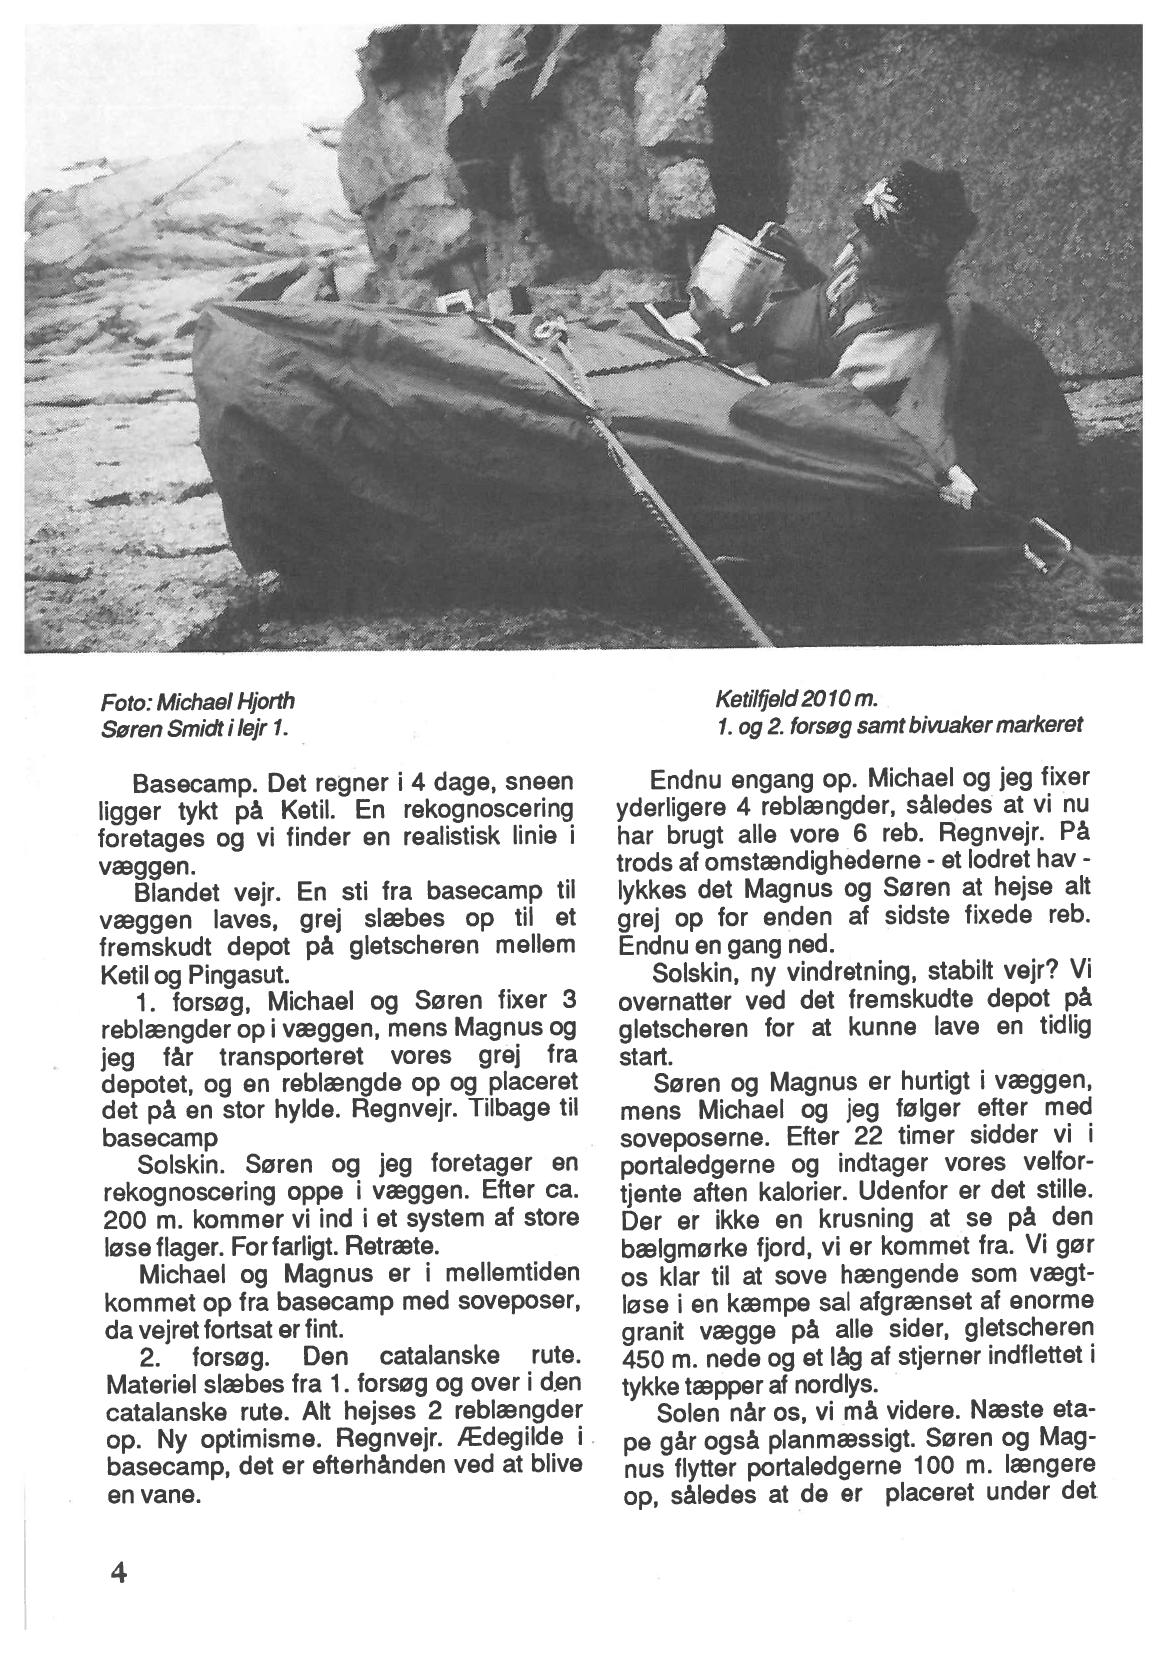 Foto: Michael Hjorth
Søren Smidt i lejr 1.
Basecamp. Det regner i 4 dage, sneen
ligger tykt på Ketil. En rekognoscering
foretages og vi finder en realistisk linie i
væggen.
Blandet vejr. En sti fra basecamp til
væggen laves, grej slæbes op til et
fremskudt depot på gletscheren mellem
Ketil og Pingasut.
1. forsøg, Michael og Søren fixer 3
reblængder op i væggen, mens Magnus og
jeg får transporteret vores grej fra
depotet, og en reblængde op og placeret
det på en stor hylde. Regnvejr. Tilbage til
basecamp
Solskin. Søren og jeg foretager en
rekognoscering oppe i væggen. Efter ca.
200 m. kommer vi ind i et system af store
løse flager. For farligt. Retræte.
Michael og Magnus er i mellemtiden
kommet op fra basecamp med soveposer,
da vejret fortsat er fint.
2. forsøg. Den catalanske rute.
Materiel slæbes fra 1. forsøg og over i den
catalanske rute. Alt hejses 2 reblængder
op. Ny optimisme. Regnvejr. Ædegilde i
basecamp, det er efterhånden ved at blive
en vane.
Ketilfjeld 2010 m.
1. og 2. forsøg samt bivuaker markeret
Endnu engang op. Michael og jeg fixer
yderligere 4 reblængder, således at vi nu
har brugt alle vore 6 reb. Regnvejr. På
trods af omstændighederne - et lodret hav -
lykkes det Magnus og Søren at hejse alt
grej op for enden af sidste fixede reb.
Endnu en gang ned.
Solskin, ny vindretning, stabilt vejr? Vi
overnatter ved det fremskudte depot på
gletscheren for at kunne lave en tidlig
start.
Søren og Magnus er hurtigt i væggen,
mens Michael og jeg følger efter med
soveposerne. Efter 22 timer sidder vi i
portaledgerne og indtager vores velfor-
tjente aften kalorier. Udenfor er det stille.
Der er ikke en krusning at se på den
bælgmørke fjord, vi er kommet fra. Vi gør
os klar til at sove hængende som vægt-
løse i en kæmpe sal afgrænset af enorme
granit vægge på alle sider, gletscheren
450 m. nede og et låg af stjerner indflettet i
tykke tæpper af nordlys.
Solen når os, vi må videre. Næste eta-
pe går også planmæssigt. Søren og Mag-
nus flytter portaledgerne 100 m. længere
op, således at de er placeret under det
4